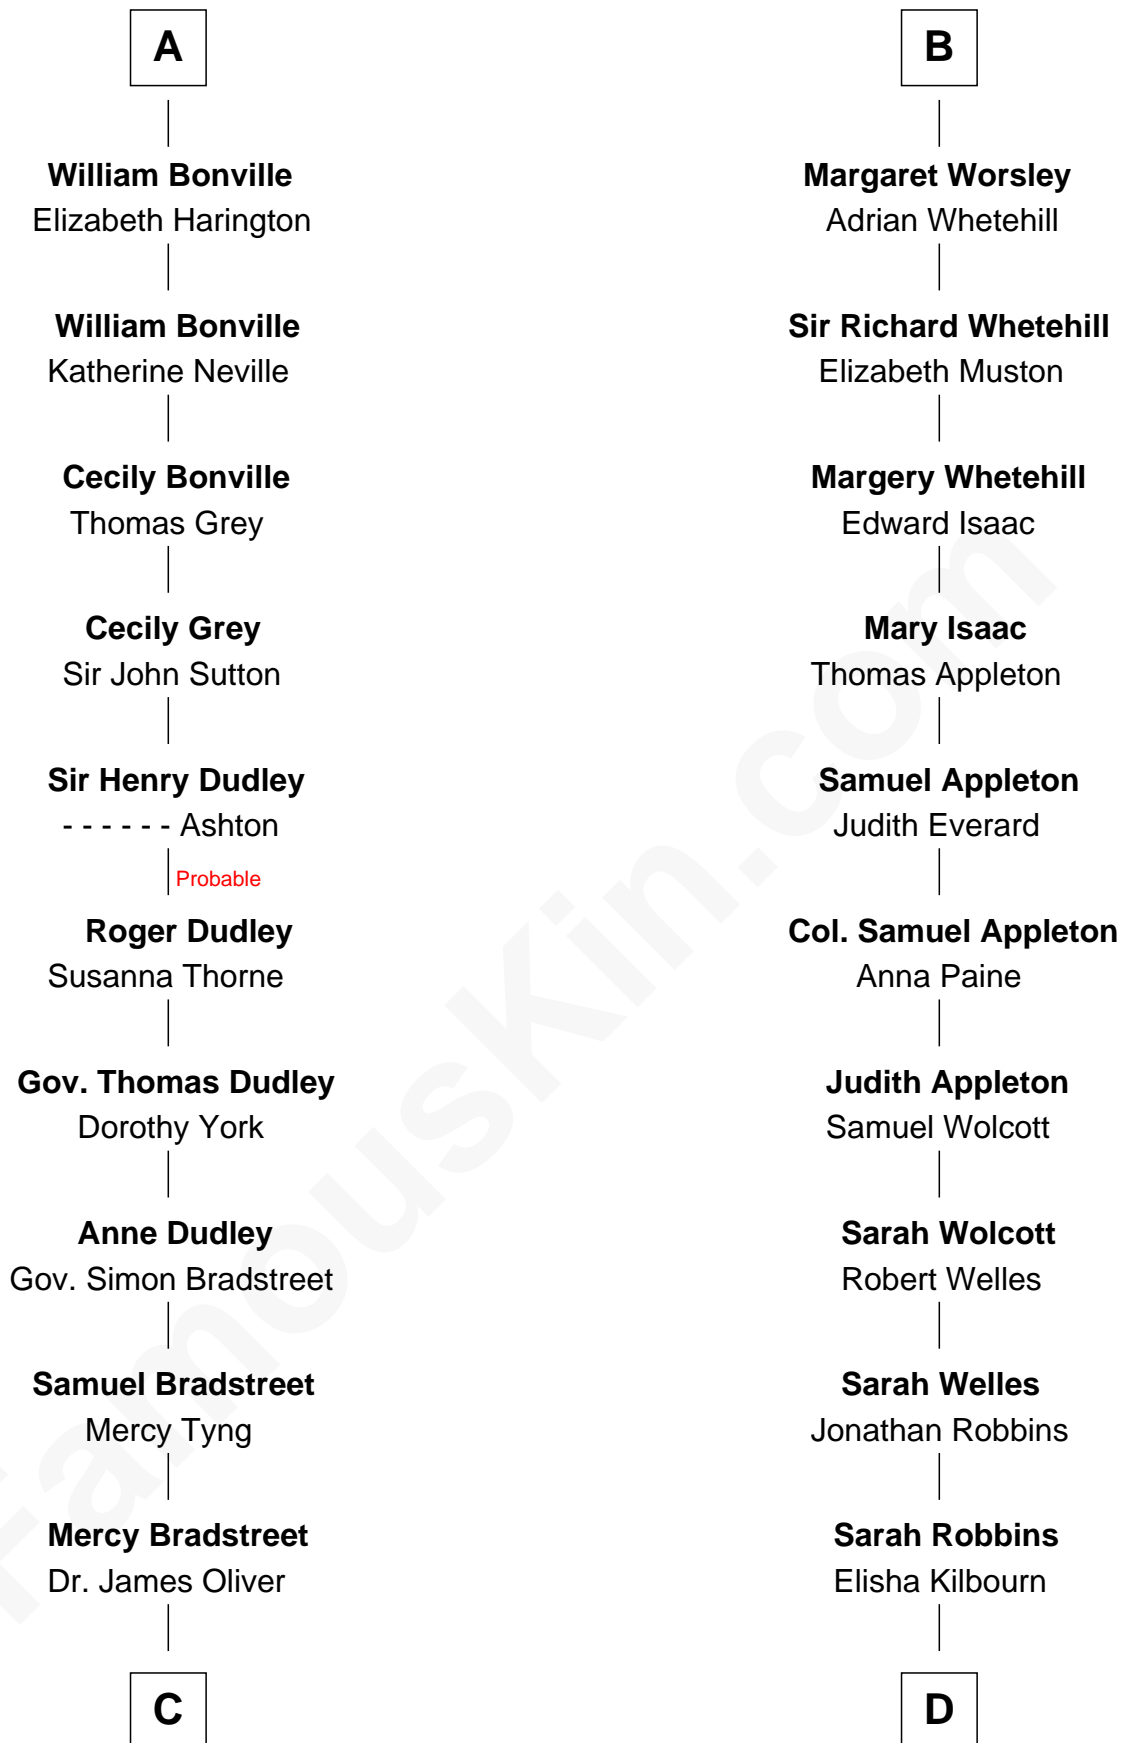 A
William Bonville
Elizabeth Harington
William Bonville
Katherine Neville
Cecily Bonville
Thomas Grey
Cecily Grey
Sir John Sutton
Sir Henry Dudley
- - - - - - Ashton
Probable
Roger Dudley
Susanna Thorne
Gov. Thomas Dudley
Dorothy York
Anne Dudley
Gov. Simon Bradstreet
Samuel Bradstreet
Mercy Tyng
Mercy Bradstreet
Dr. James Oliver
C
B
Margaret Worsley
Adrian Whetehill
Sir Richard Whetehill
Elizabeth Muston
Margery Whetehill
Edward Isaac
Mary Isaac
Thomas Appleton
Samuel Appleton
Judith Everard
Col. Samuel Appleton
Anna Paine
Judith Appleton
Samuel Wolcott
Sarah Wolcott
Robert Welles
Sarah Welles
Jonathan Robbins
Sarah Robbins
Elisha Kilbourn
D
FamousKin.com